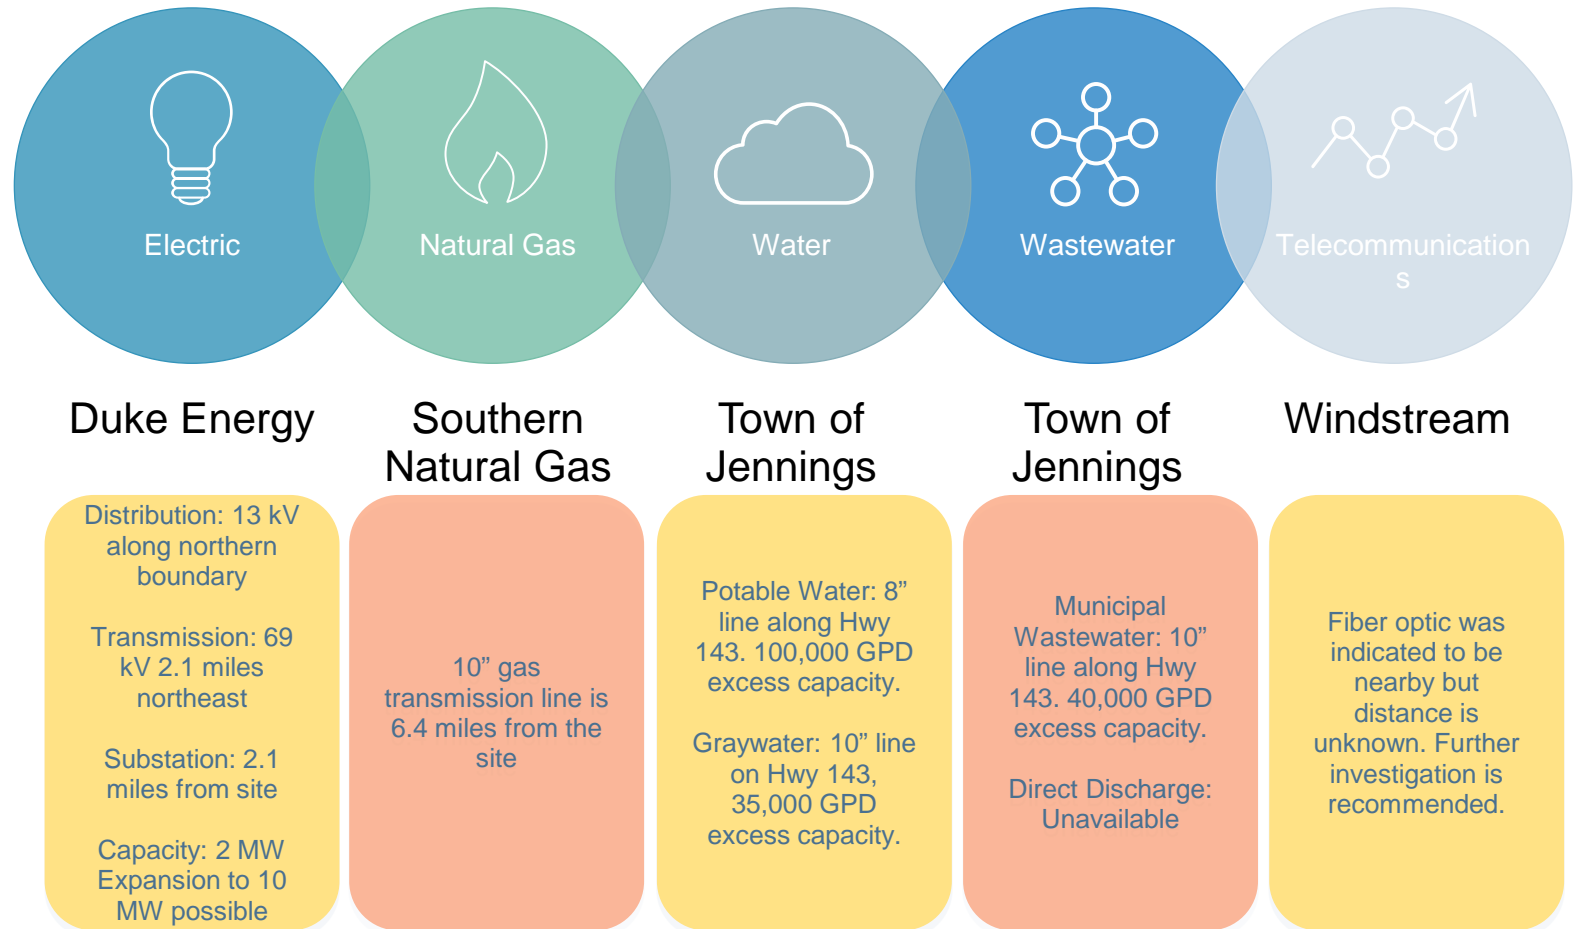 Electric
Natural Gas
Water
Wastewater
Telecommunication
s
Duke Energy
Southern
Natural Gas
Town of
Jennings
Town of
Jennings
Windstream
Distribution: 13 kV
along northern
boundary
Transmission: 69
kV 2.1 miles
northeast
Substation: 2.1
miles from site
Capacity: 2 MW
Expansion to 10
MW possible
10” gas
transmission line is
6.4 miles from the
site
Potable Water: 8”
line along Hwy
143. 100,000 GPD
excess capacity.
Graywater: 10” line
on Hwy 143,
35,000 GPD
excess capacity.
Municipal
Wastewater: 10”
line along Hwy
143. 40,000 GPD
excess capacity.
Direct Discharge:
Unavailable
Fiber optic was
indicated to be
nearby but
distance is
unknown. Further
investigation is
recommended.